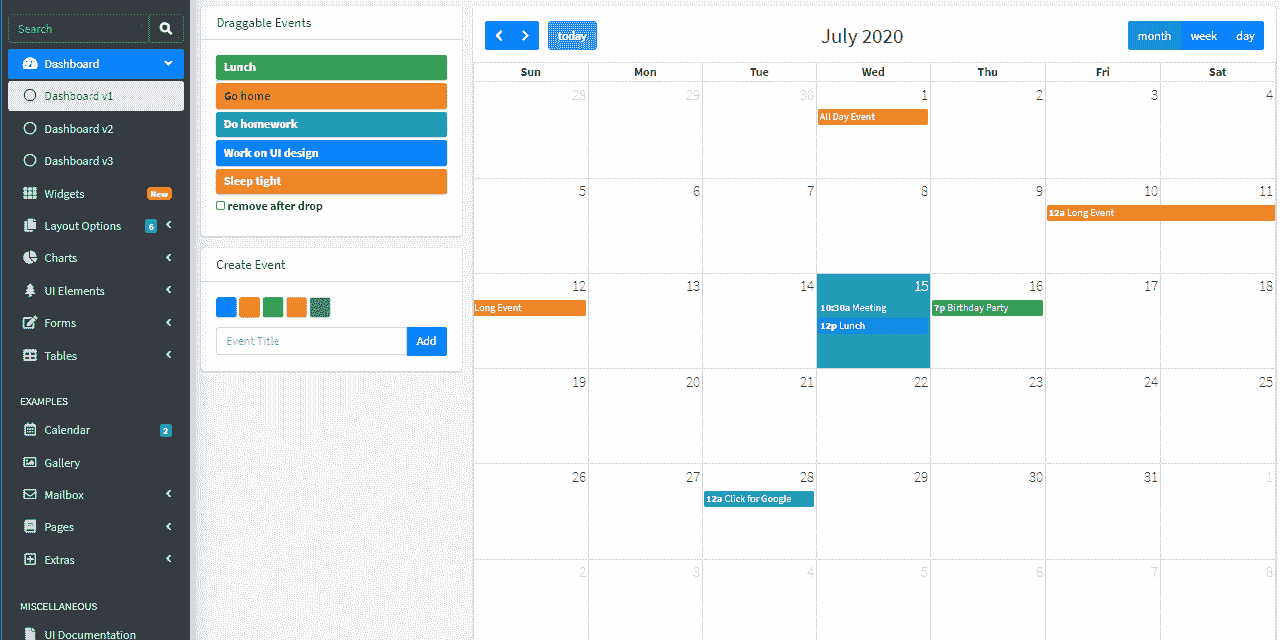 Search
Dashboard
Dashboard v1
Dashboard v2
Dashboard v3
Widgets New
Layout Options 6
Charts
UI Elements
Forms
Tables
EXAMPLES
Calendar 2
Gallery
Mailbox
Pages
Extras
MISCELLANEOUS
UI Documentation
Draggable Events
Lunch
Go home
Do homework
Work on UI design
Sleep tight
remove after drop
Create Event
Event Title Add
today July 2020 month week day
Sun Mon Tue Wed Thu Fri Sat
28 29 30 1 2 3 4
All Day Event
5 6 7 8 9 10 11
12a Long Event
12 13 14 15 16 17 18
Long Event 10:30a Meeting 7p Birthday Party
12p Lunch
19 20 21 22 23 24 25
26 27 28 29 30 31 1
12a Click for Google
2 3 4 5 6 7 8